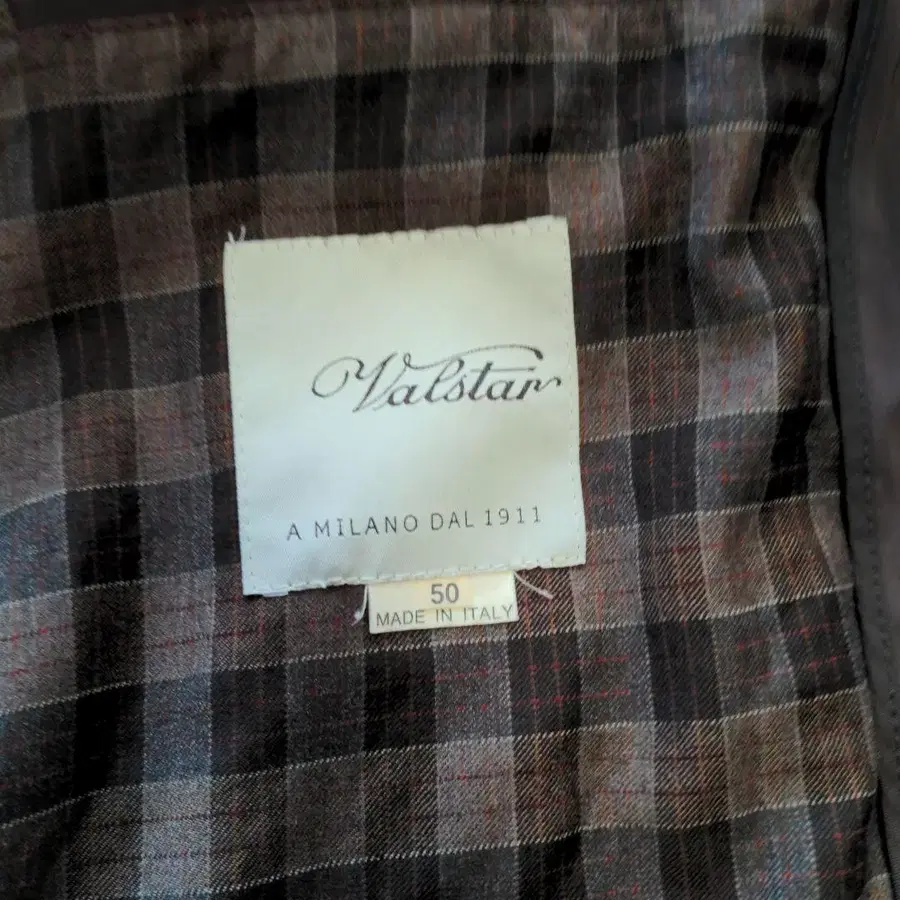 Valstar
A MILANO DAL 1911
50
MADE IN ITALY